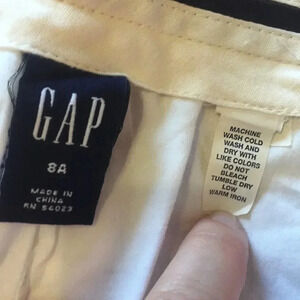 GAP
8A
MADE IN
CHINA
RN 54023
MACHINE
WASH COLD
WASH AND
DRY WITH
LIKE COLORS
DO NOT
BLEACH
TUMBLE DRY
LOW
WARM IRON